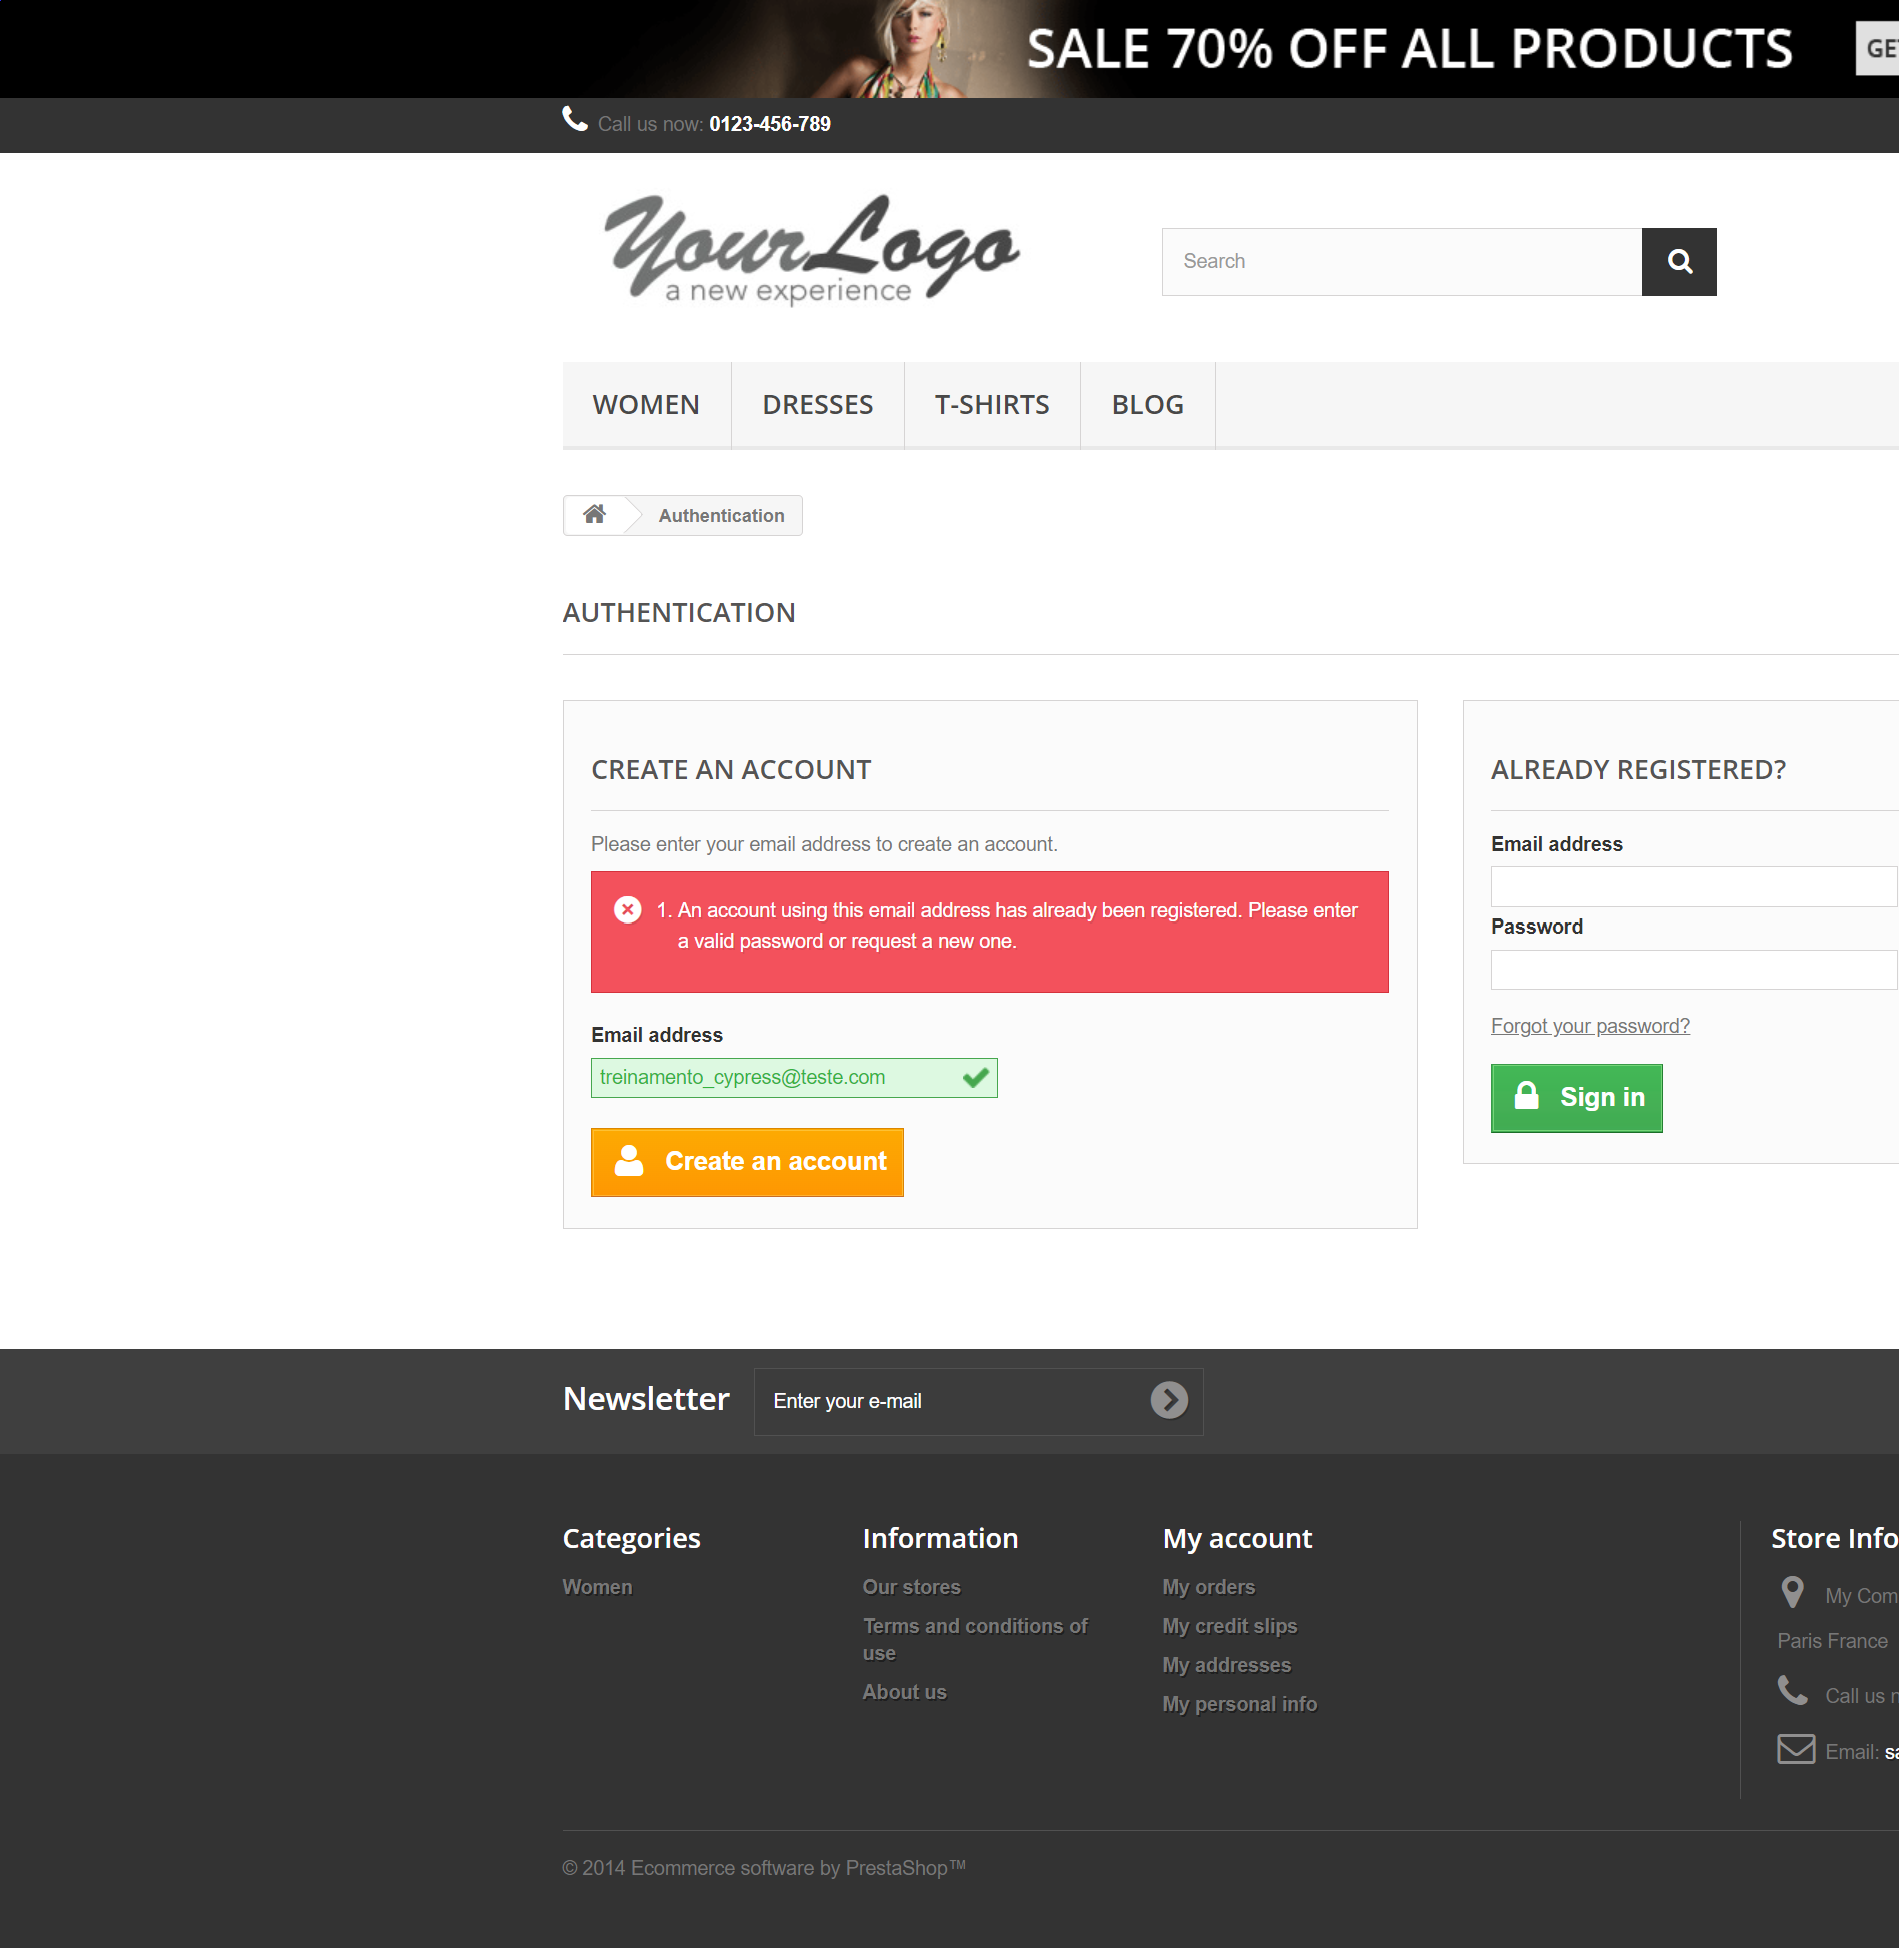 SALE 70% OFF ALL PRODUCTS
Call us now: 0123-456-789
YourLogo
a new experience
Search
WOMEN
DRESSES
T-SHIRTS
BLOG
Authentication
AUTHENTICATION
CREATE AN ACCOUNT
Please enter your email address to create an account.
1. An account using this email address has already been registered. Please enter
a valid password or request a new one.
Email address
treinamento_cypress@teste.com
Create an account
ALREADY REGISTERED?
Email address
Password
Forgot your password?
Sign in
Newsletter
Enter your e-mail
Categories
Women
Information
Our stores
Terms and conditions of
use
About us
My account
My orders
My credit slips
My addresses
My personal info
Store Info
My Com
Paris France
Call us
Email:
© 2014 Ecommerce software by PrestaShop™